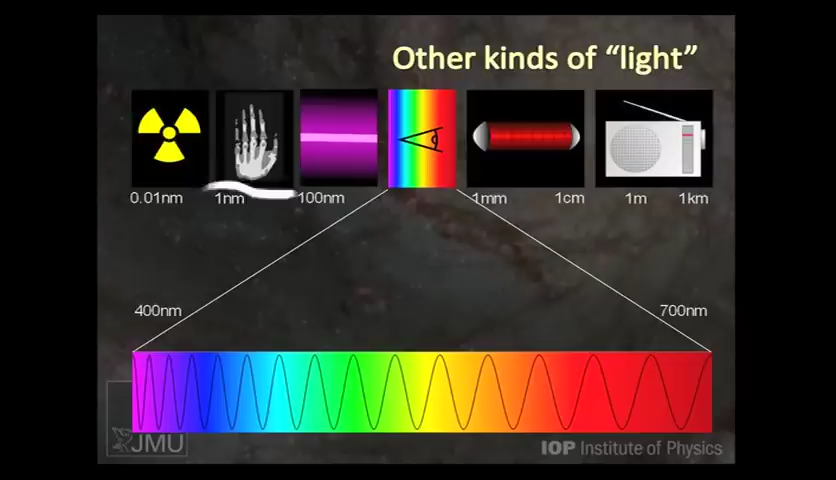 Other kinds of “light”
0.01nm 1nm 100nm 1mm 1cm 1m 1km
400nm 700nm
JMU
IOP Institute of Physics